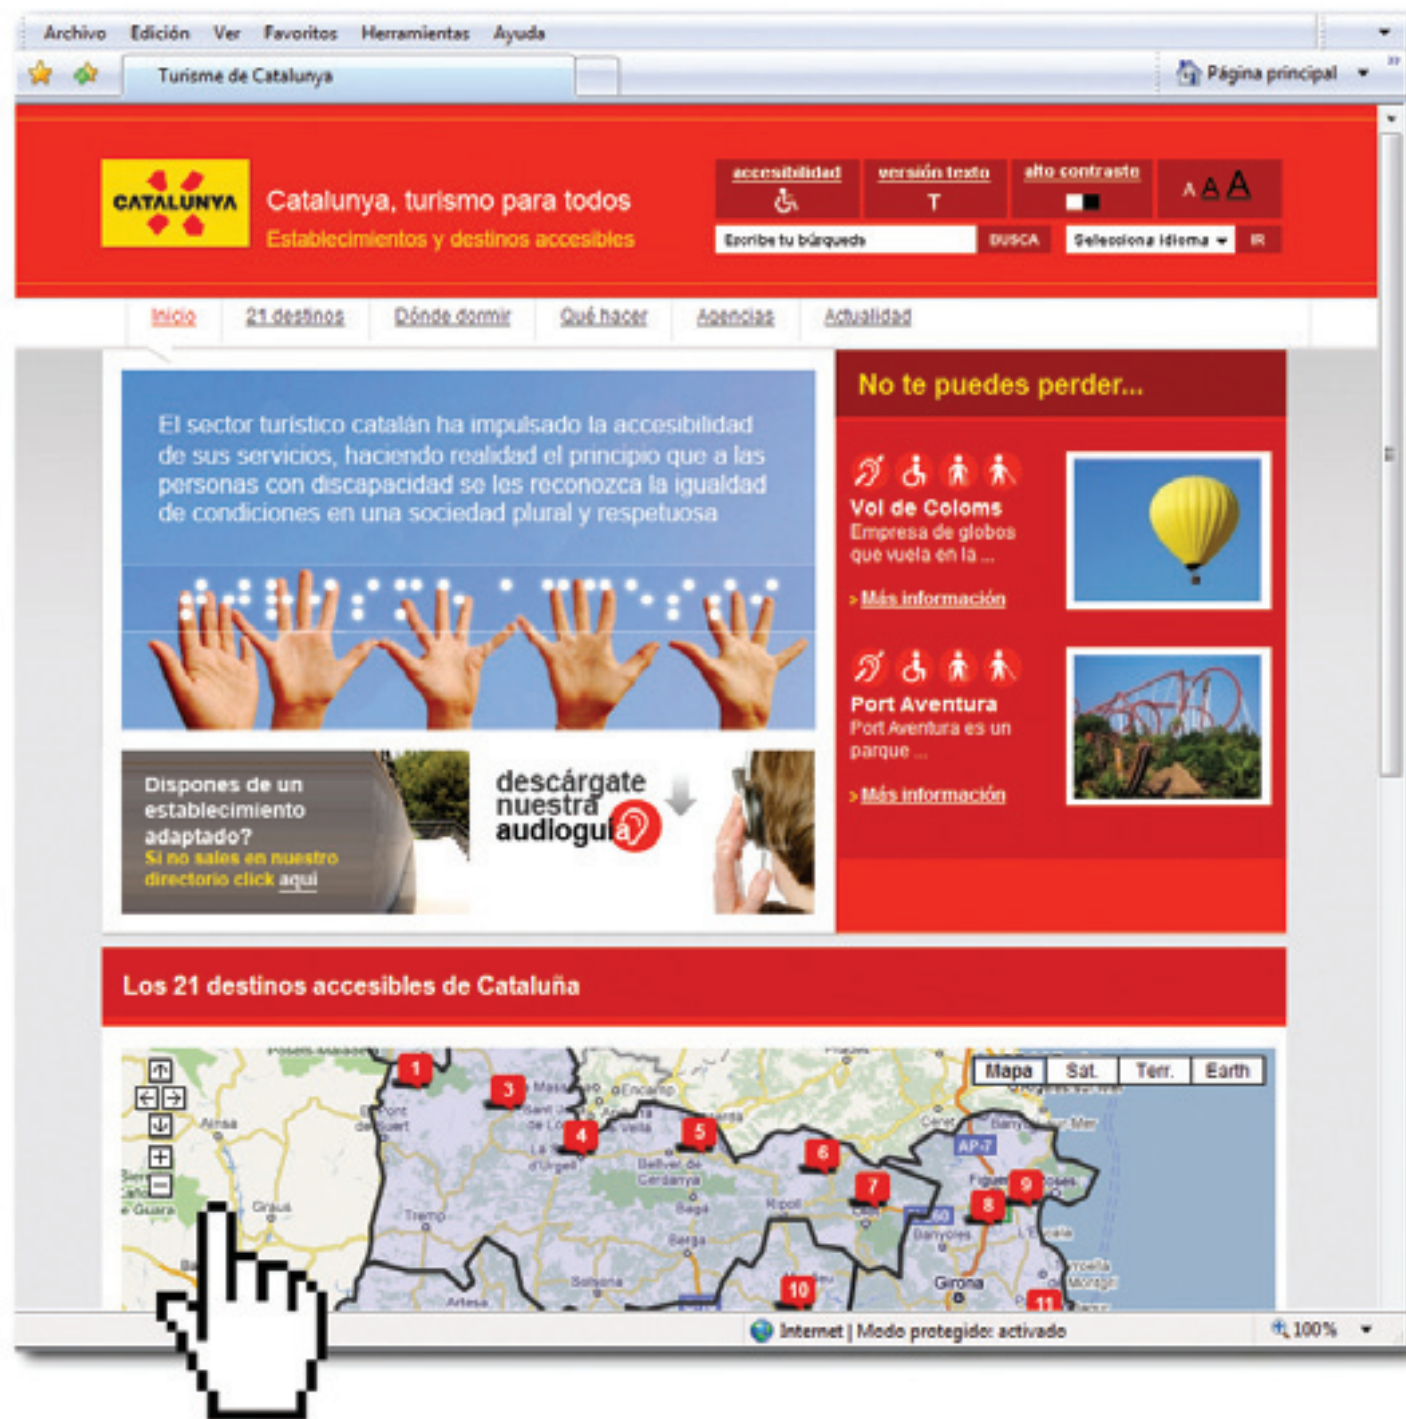 Archivo Edición Ver Favoritos Herramientas Ayuda
Turisme de Catalunya
Página principal
CATALUNYA
Catalunya, turismo para todos
Establecimientos y destinos accesibles
accesibilidad
versión texto
T
alto contraste
A A A
Escribe tu búsqueda
BUSCA
Selecciona idioma
IR
Inicio
21 destinos
Dónde dormir
Qué hacer
Agencias
Actualidad
El sector turístico catalán ha impulsado la accesibilidad
de sus servicios, haciendo realidad el principio que a las
personas con discapacidad se les reconozca la igualdad
de condiciones en una sociedad plural y respetuosa
No te puedes perder...
Vol de Coloms
Empresa de globos
que vuela en la ...
> Más información
Port Aventura
Port Aventura es un
parque ...
> Más información
Dispones de un
establecimiento
adaptado?
Si no sales en nuestro
directorio click aquí
descárgate
nuestra
audioguía
Los 21 destinos accesibles de Cataluña
Mapa
Sat.
Terr.
Earth
1
3
Encamp
4
5
6
7
8
9
10
11
Ainsa
Graus
Tremp
d'Urgell
Bellver de
Cerdanya
Bagà
Berga
Ripoll
Olot
Banyoles
Girona
Solsona
Artesa
Ceret
AP-7
Internet | Modo protegido: activado
100%